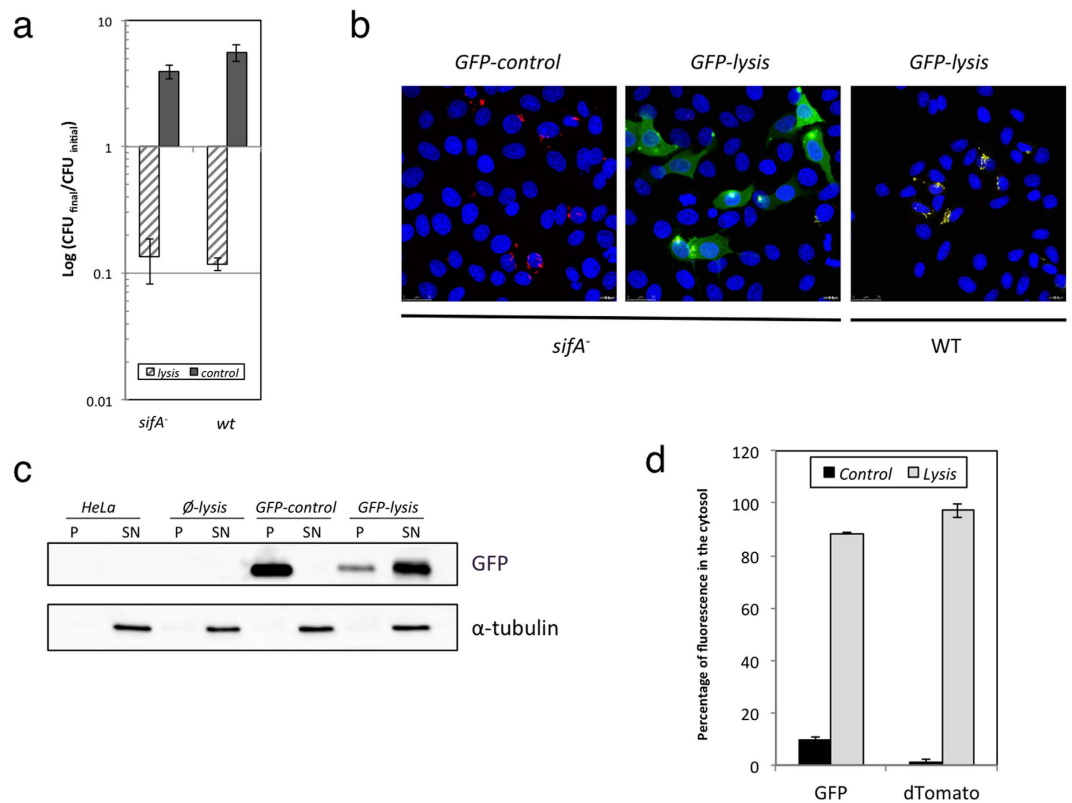 a
10
1
0.1
0.01
Log (CFU final/CFU initial)
lysis control
sifA- wt
b
GFP-control GFP-lysis GFP-lysis
sifA- WT
c
HeLa Ø-lysis GFP-control GFP-lysis
P SN P SN P SN P SN
GFP
α-tubulin
d
Percentage of fluorescence in the cytosol
120
100
80
60
40
20
0
Control Lysis
GFP dTomato